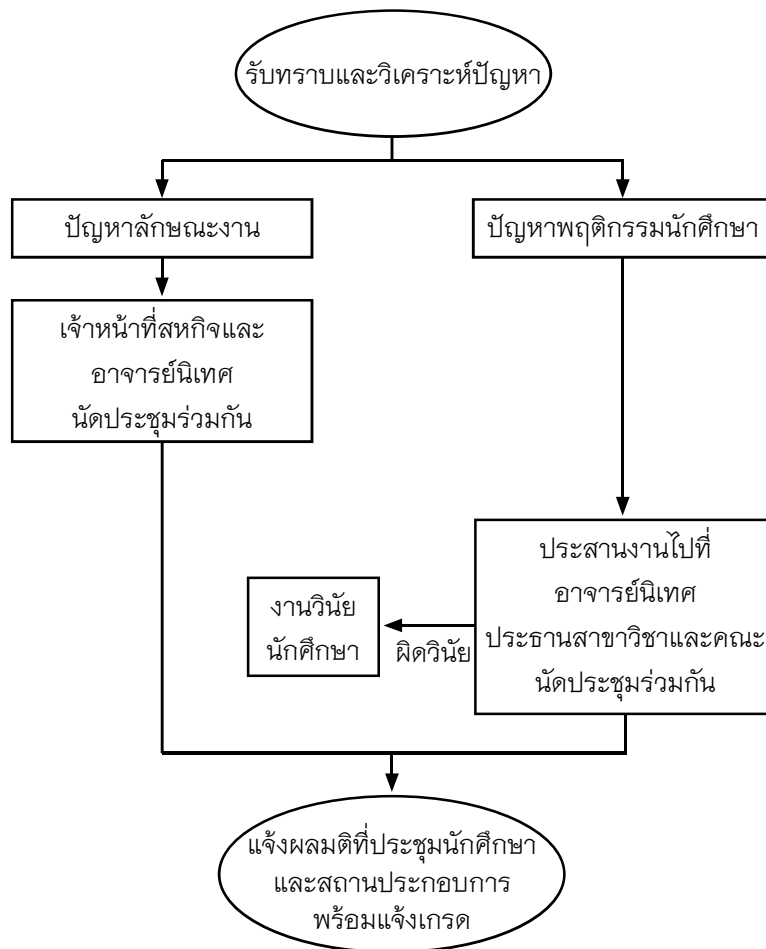 รับทราบและวิเคราะห์ปัญหา
ปัญหาลักษณะงาน
ปัญหาพฤติกรรมนักศึกษา
เจ้าหน้าที่สหกิจและ
อาจารย์นิเทศ
นัดประชุมร่วมกัน
ประสานงานไปที่
อาจารย์นิเทศ
ประธานสาขาวิชาและคณะ
นัดประชุมร่วมกัน
ผิดวินัย
งานวินัย
นักศึกษา
แจ้งผลมติที่ประชุมนักศึกษา
และสถานประกอบการ
พร้อมแจ้งเกรด